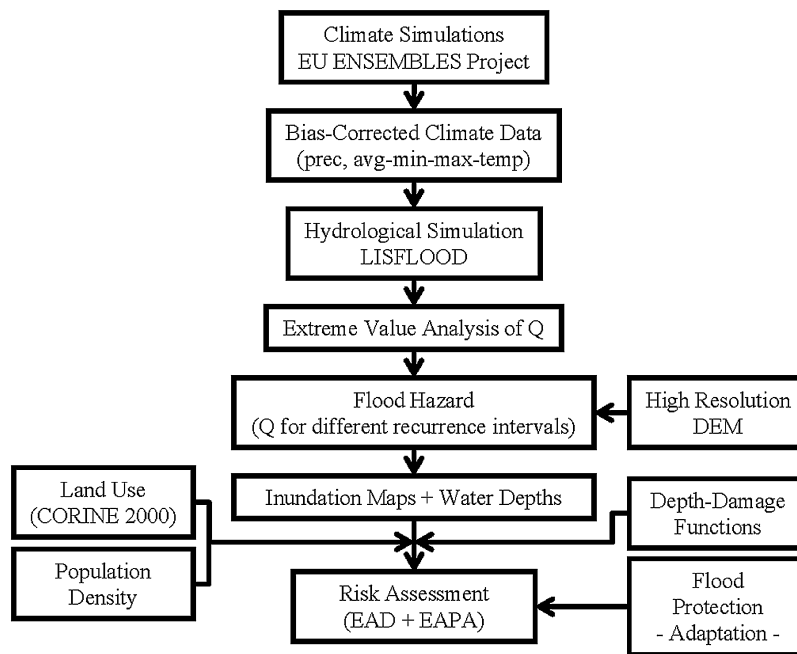 Climate Simulations
EU ENSEMBLES Project
Bias-Corrected Climate Data
(prec, avg-min-max-temp)
Hydrological Simulation
LISFLOOD
Extreme Value Analysis of Q
Flood Hazard
(Q for different recurrence intervals)
High Resolution
DEM
Land Use
(CORINE 2000)
Inundation Maps + Water Depths
Depth-Damage
Functions
Population
Density
Risk Assessment
(EAD + EAPA)
Flood
Protection
- Adaptation -